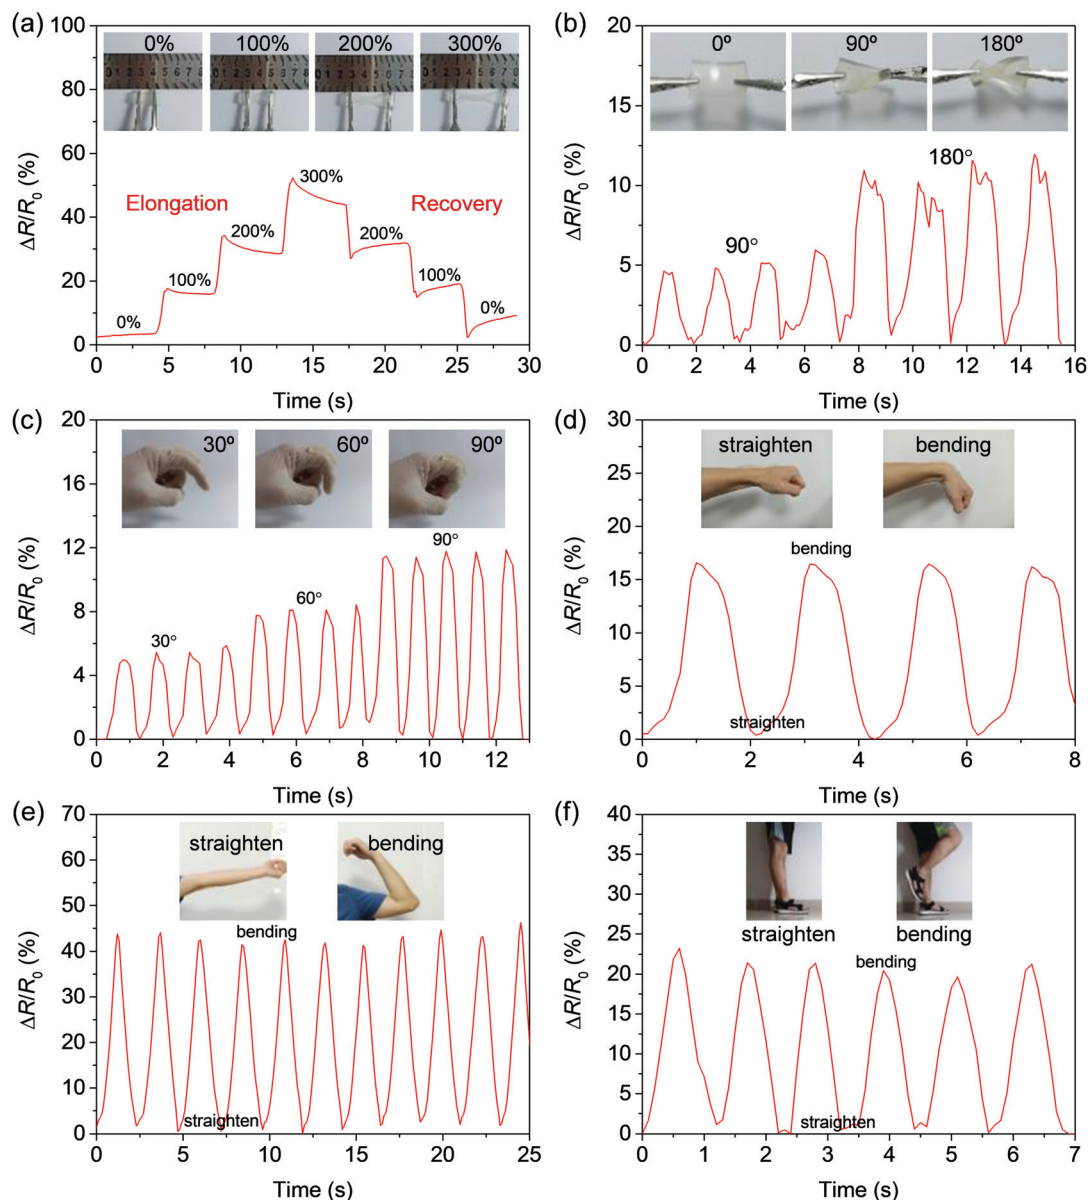 (a)
100
80
60
40
20
0
ΔR/R0 (%)
0% 100% 200% 300%
Elongation
Recovery
0%
100%
200%
300%
200%
100%
0%
0 5 10 15 20 25 30
Time (s)
(b)
20
15
10
5
0
ΔR/R0 (%)
0º 90º 180º
90°
180°
0 2 4 6 8 10 12 14 16
Time (s)
(c)
20
16
12
8
4
0
ΔR/R0 (%)
30º 60º 90º
30°
60°
90°
0 2 4 6 8 10 12
Time (s)
(d)
30
25
20
15
10
5
0
ΔR/R0 (%)
straighten bending
bending
straighten
0 2 4 6 8
Time (s)
(e)
70
60
50
40
30
20
10
0
ΔR/R0 (%)
straighten bending
bending
straighten
0 5 10 15 20 25
Time (s)
(f)
40
35
30
25
20
15
10
5
0
ΔR/R0 (%)
straighten bending
bending
straighten
0 1 2 3 4 5 6 7
Time (s)